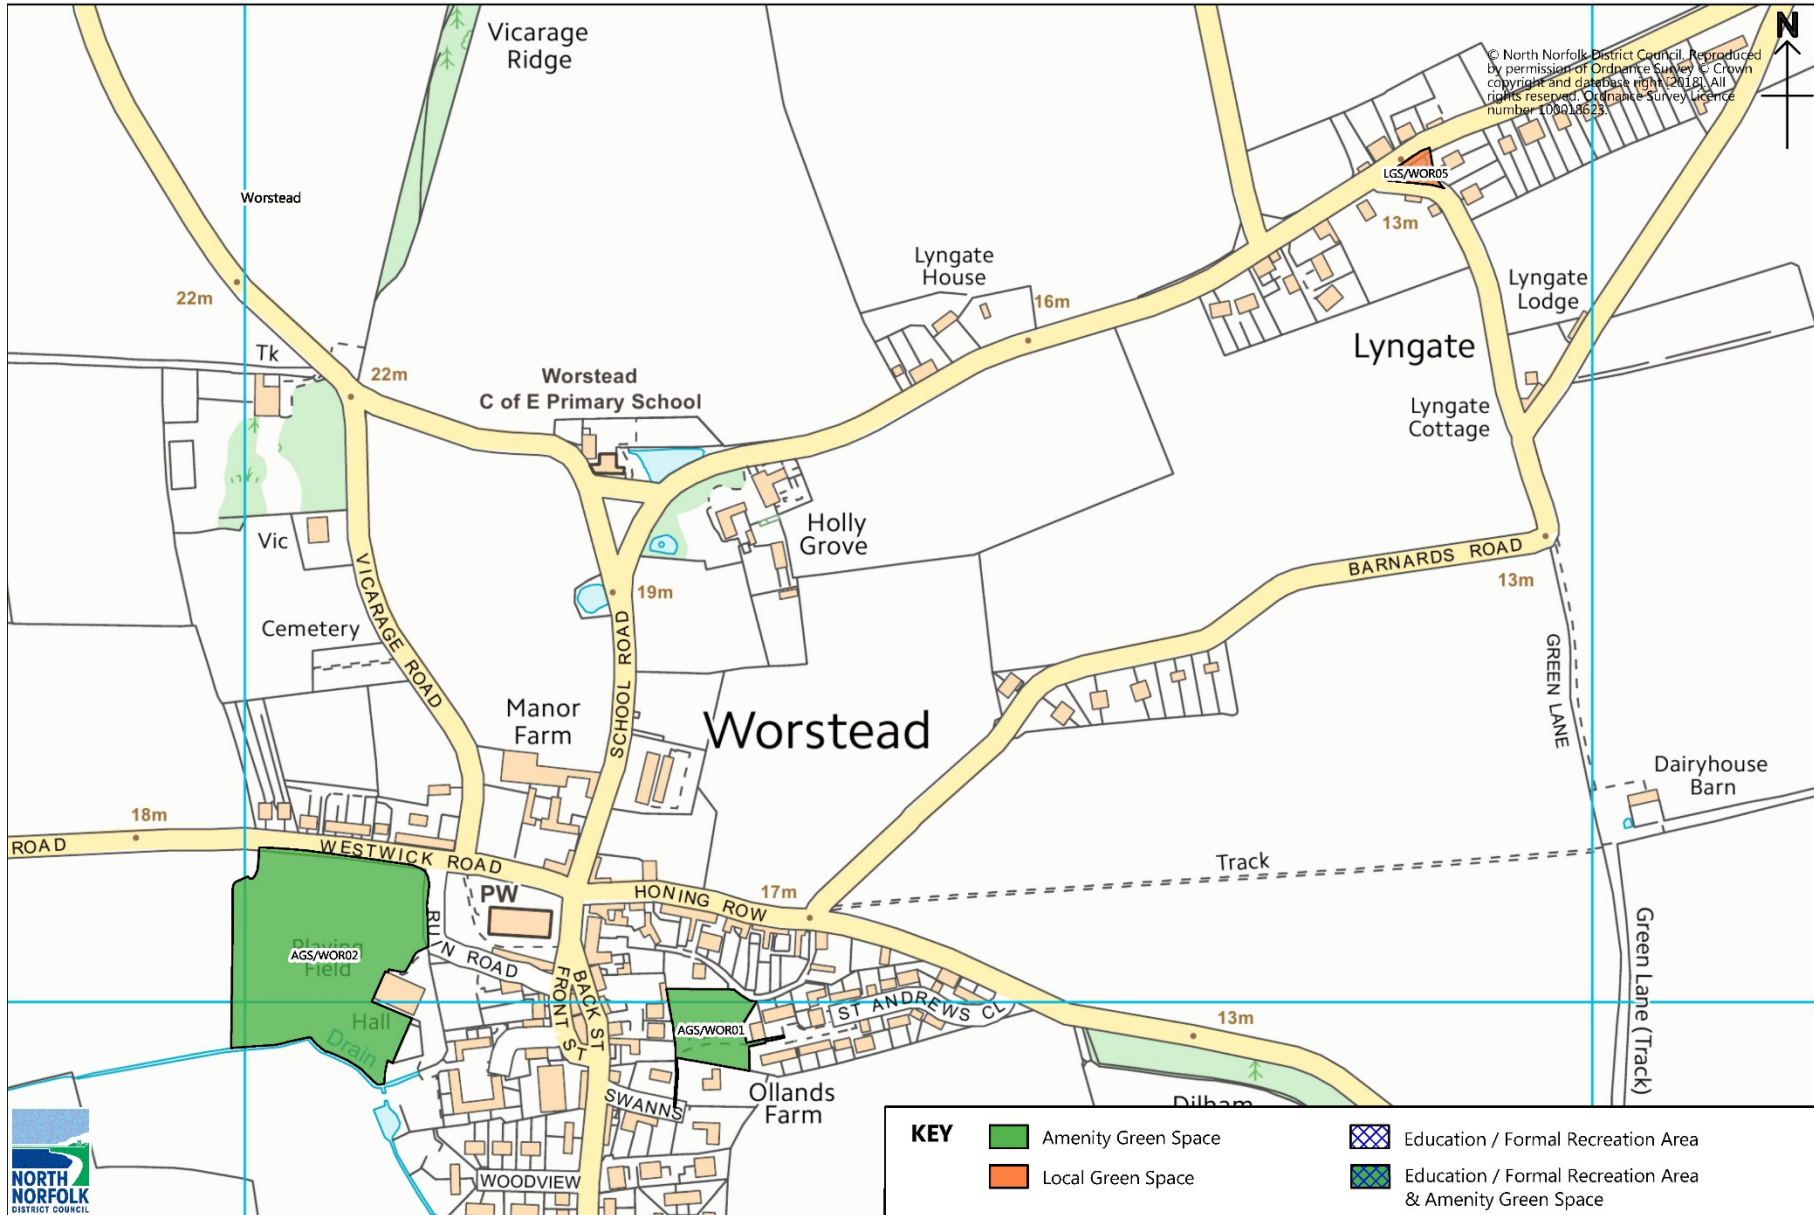 Vicarage
Ridge
N
© North Norfolk District Council. Reproduced
by permission of Ordnance Survey © Crown
copyright and database right [2018]. All
rights reserved. Ordnance Survey Licence
number 100018623.
LGS/WOR05
Worstead
13m
Lyngate
House
Lyngate
Lodge
22m
16m
Tk
22m
Lyngate
Worstead
C of E Primary School
Lyngate
Cottage
Holly
Grove
Vic
BARNARDS ROAD
13m
VICARAGE ROAD
19m
Cemetery
SCHOOL ROAD
GREEN LANE
Manor
Farm
Worstead
Dairyhouse
Barn
18m
ROAD
WESTWICK ROAD
Track
PW
HONING ROW
17m
Green Lane (Track)
RUIN ROAD
Playing
Field
AGS/WOR02
FRONT ST
BACK ST
ST ANDREWS CL
Hall
AGS/WOR01
13m
Drain
Ollands
Farm
SWANNS
Dilham
WOODVIEW
KEY
Amenity Green Space
Local Green Space
Education / Formal Recreation Area
Education / Formal Recreation Area
& Amenity Green Space
NORTH
NORFOLK
DISTRICT COUNCIL